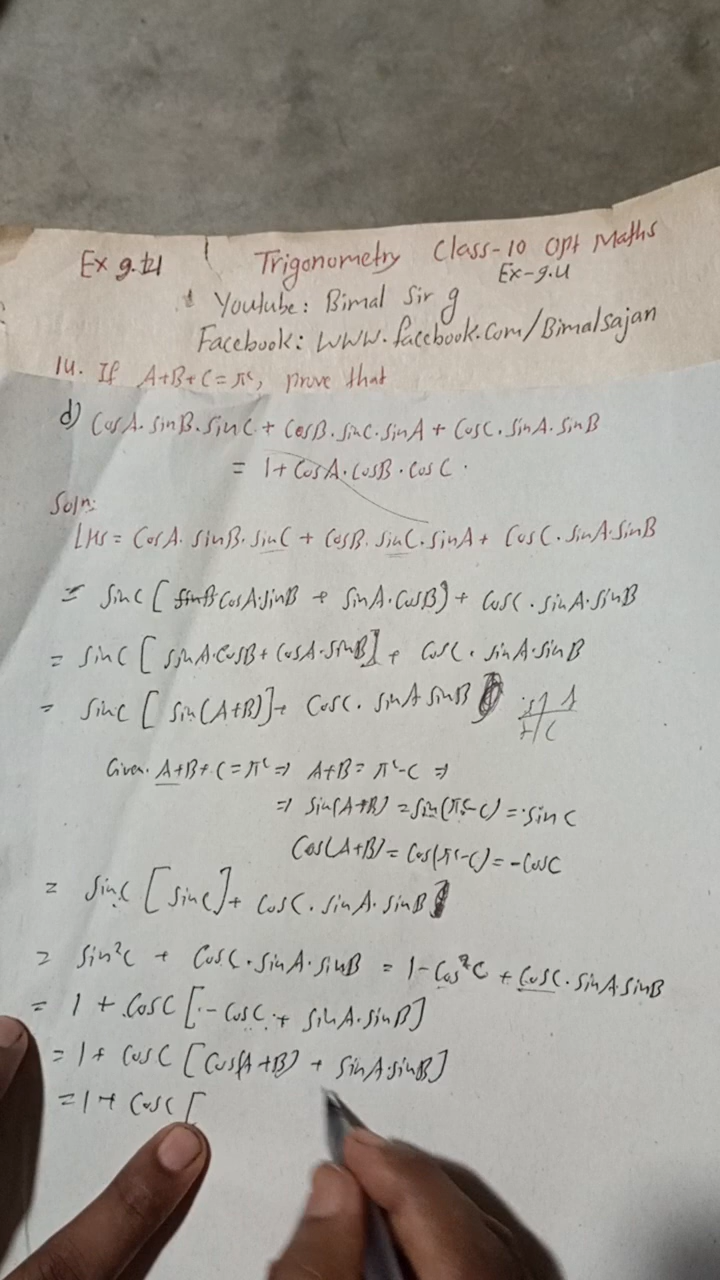 Ex 9.4 Trigonometry Class-10 Opt Maths
Ex-9.4
Youtube: Bimal Sir g
Facebook: WWW.facebook.Com/Bimalsajan
14. If A+B+C=πᶜ, prove that
d) CosA.sinB.SinC + CosB.sinC.sinA + CosC.SinA.SinB
= 1+CosA.CosB.CosC.
Soln:
LHS = CosA.sinB.sinC + CosB.sinC.sinA + CosC.sinA.SinB
= SinC [CosA.sinB + sinA.CosB) + CosC.sinA.sinB
= sinC [sinA.CosB+CosA.sinB] + CosC.sinA.sinB
= sinC [sin(A+B)]+ CosC.sinA sinB
Given. A+B+C=πᶜ ⇒ A+B=πᶜ-C ⇒
⇒ sin(A+B) = sin(πᶜ-C) = sinC
Cos(A+B)=Cos(πᶜ-C)=-CosC
= SinC [sinC]+ CosC.sinA.sinB
= Sin²C + CosC.sinA.sinB = 1-Cos²C + CosC.sinA sinB
= 1 + CosC [-CosC + sinA.sinB]
= 1+ CosC [Cos(A+B) + sinA.sinB]
= 1+ CosC [